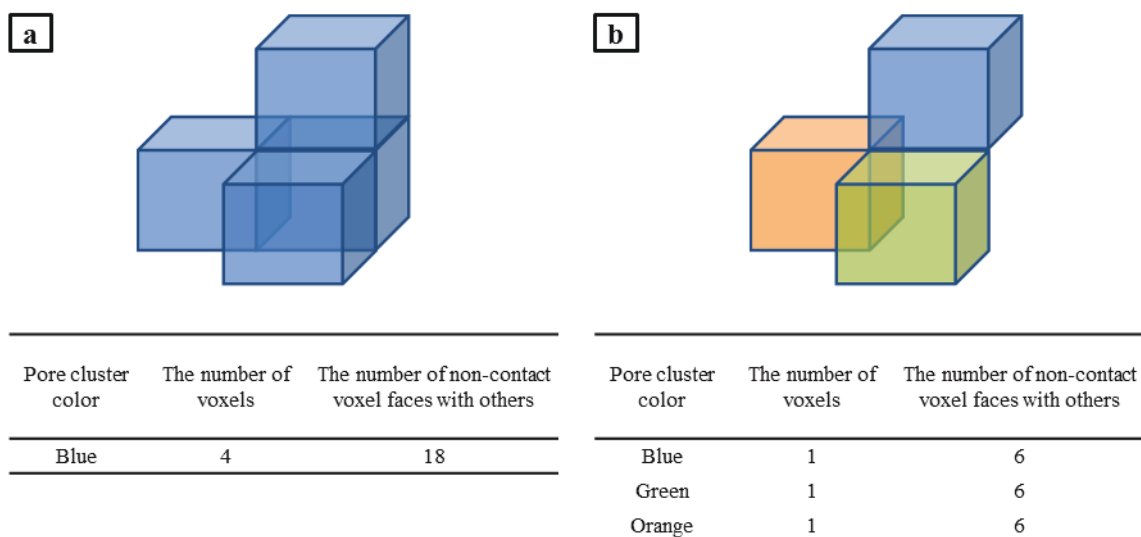 a
Pore cluster color
The number of voxels
The number of non-contact voxel faces with others
Blue 4 18
b
Pore cluster color
The number of voxels
The number of non-contact voxel faces with others
Blue 1 6
Green 1 6
Orange 1 6